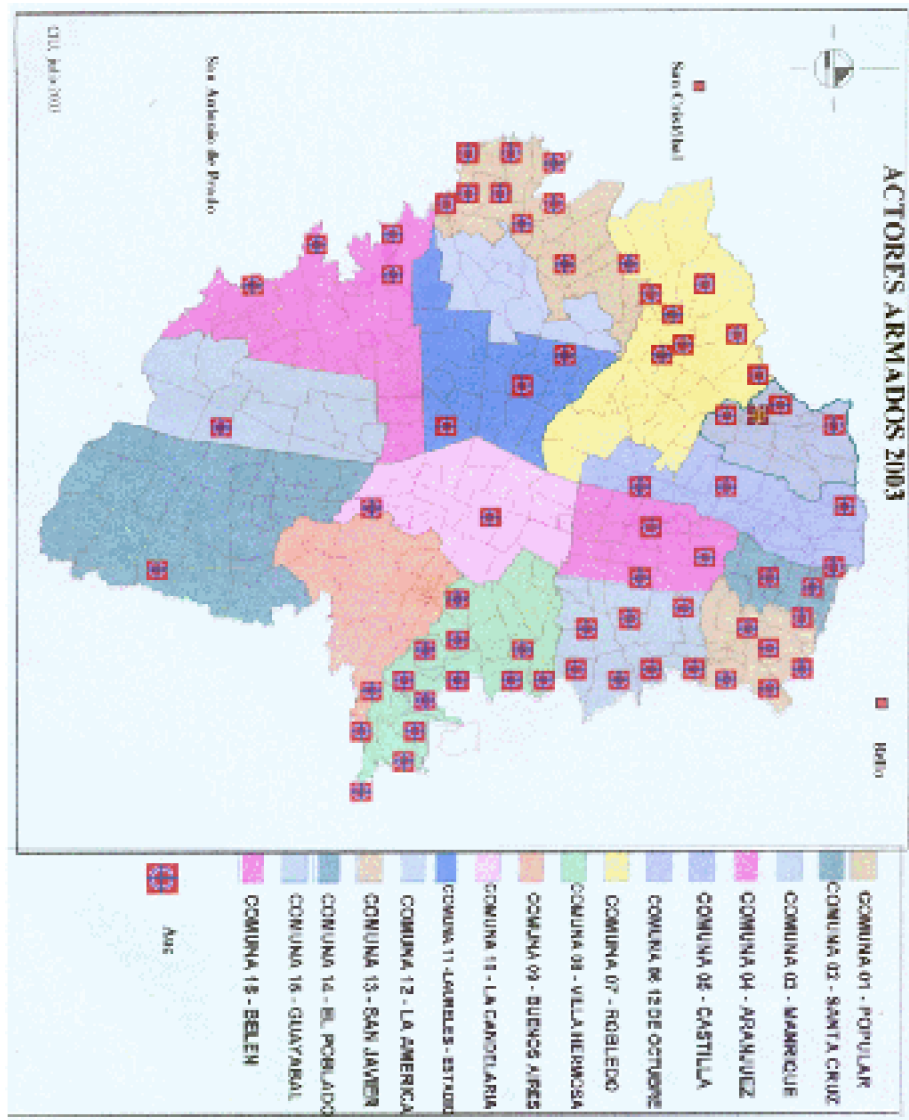 ACTORES ARMADOS 2003
San Cristóbal
San Antonio de Prado
Bello
COMUNA 01 - POPULAR
COMUNA 02 - SANTA CRUZ
COMUNA 03 - MANRIQUE
COMUNA 04 - ARANJUEZ
COMUNA 05 - CASTILLA
COMUNA 06 12 DE OCTUBRE
COMUNA 07 - ROBLEDO
COMUNA 08 - VILLA HERMOSA
COMUNA 09 - BUENOS AIRES
COMUNA 10 - LA CANDELARIA
COMUNA 11 - LAURELES - ESTADIO
COMUNA 12 - LA AMERICA
COMUNA 13 - SAN JAVIER
COMUNA 14 - EL POBLADO
COMUNA 15 - GUAYABAL
COMUNA 16 - BELEN